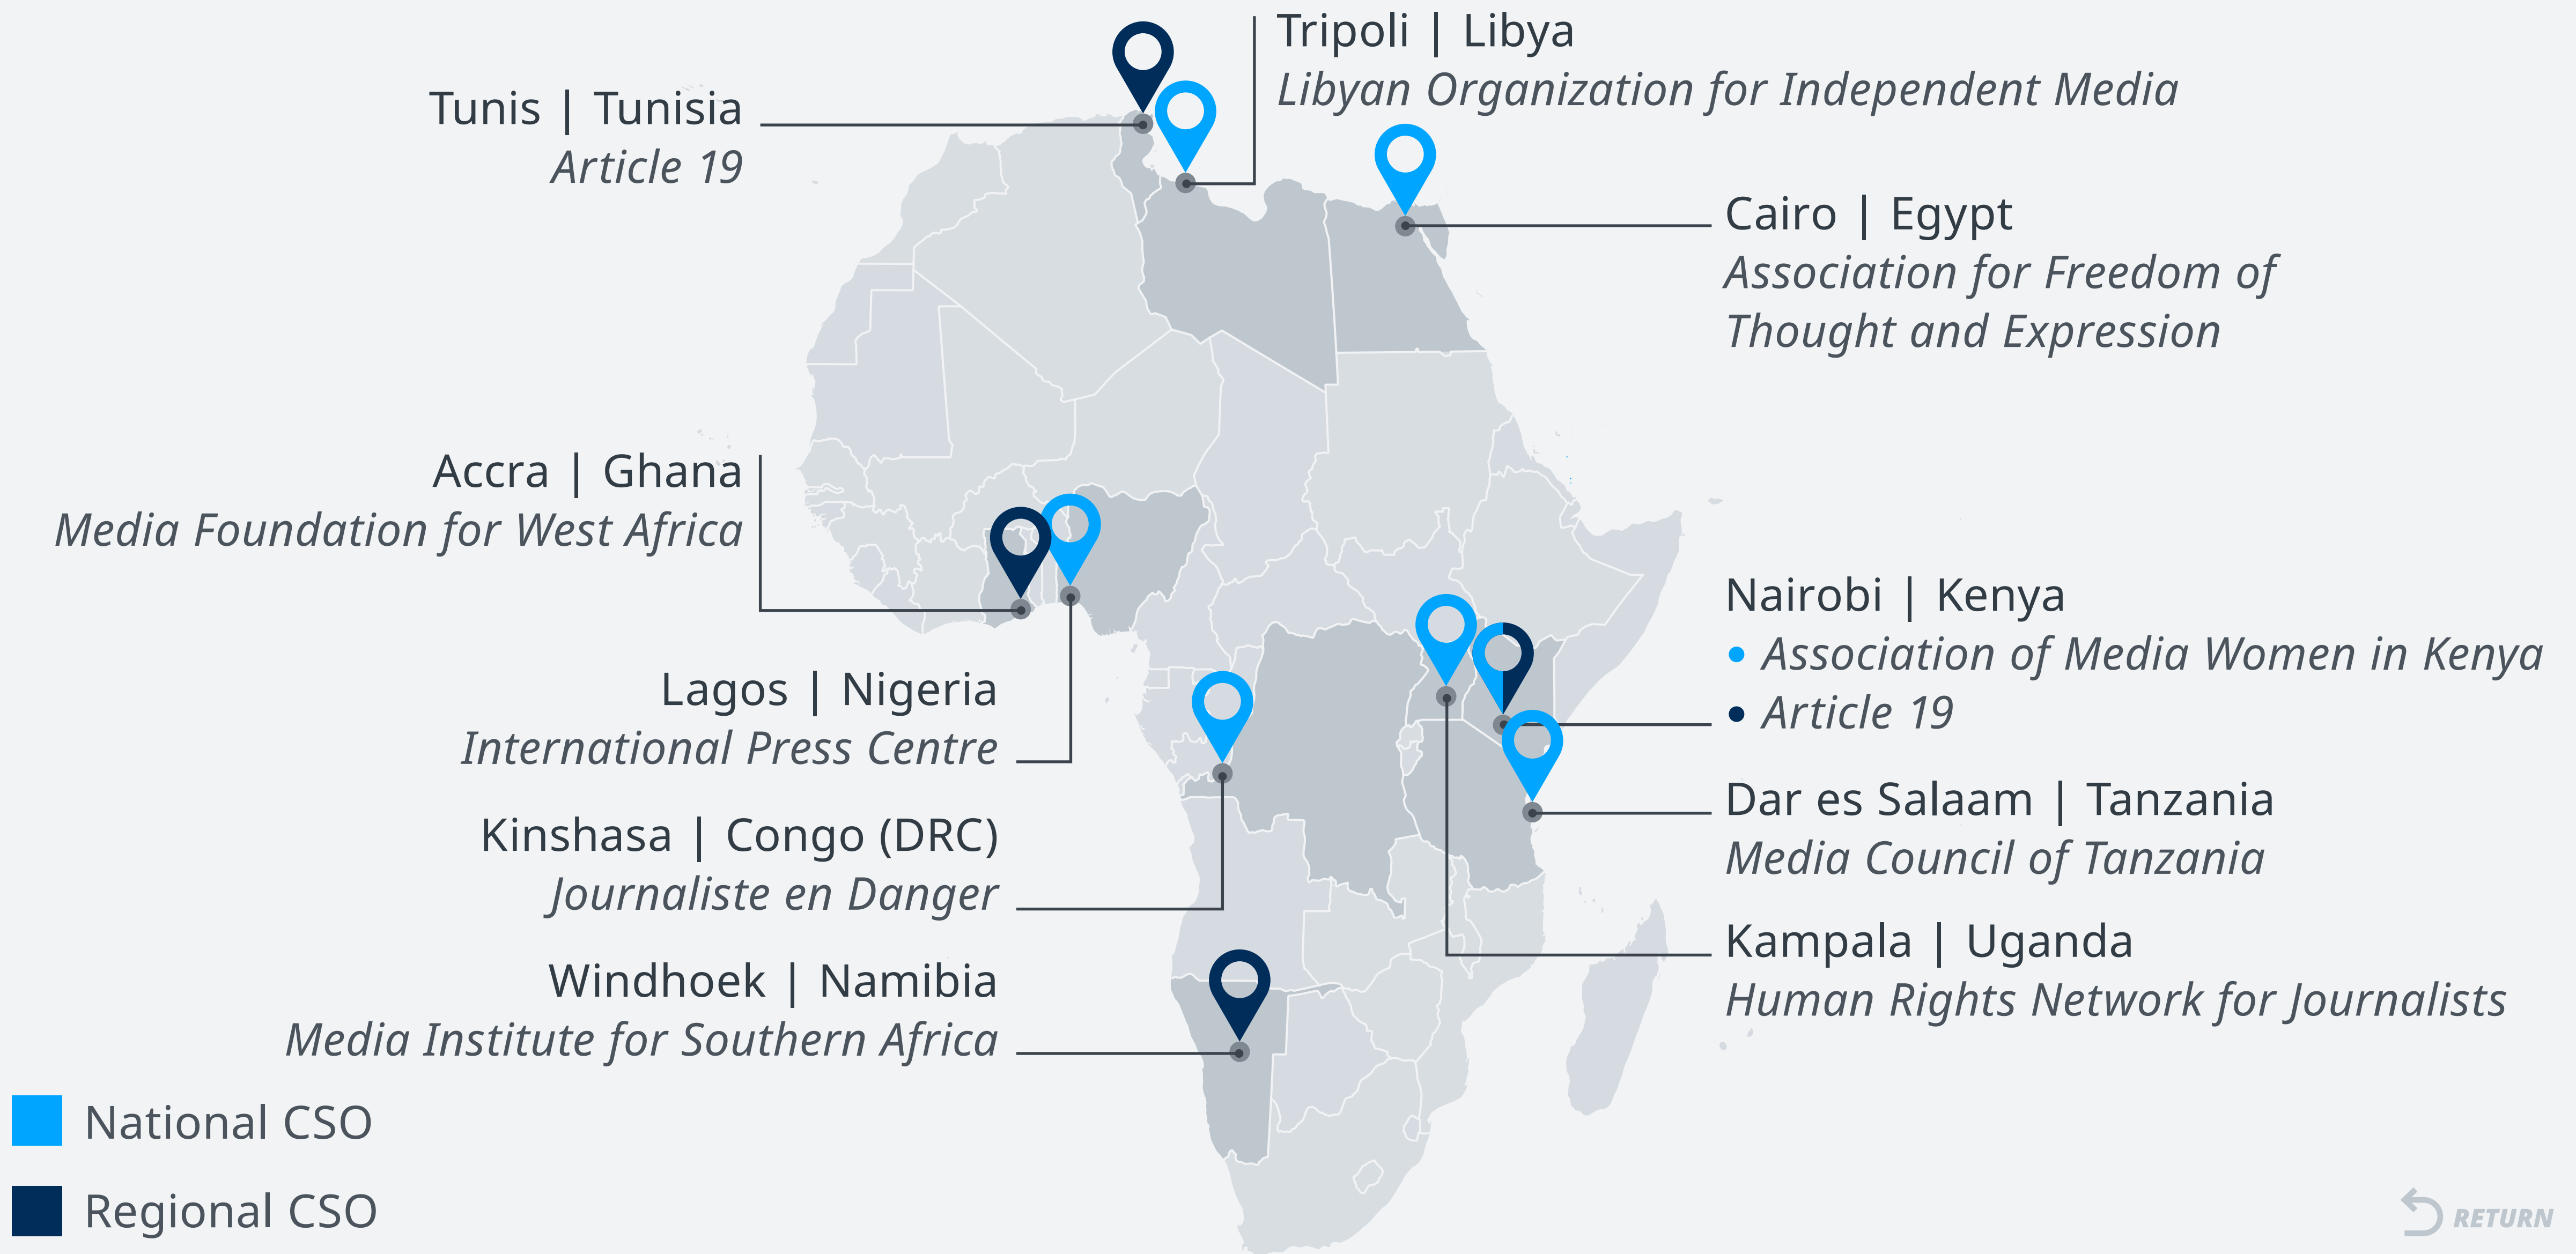 Tripoli | Libya
Libyan Organization for Independent Media
Tunis | Tunisia
Article 19
Cairo | Egypt
Association for Freedom of
Thought and Expression
Accra | Ghana
Media Foundation for West Africa
Nairobi | Kenya
• Association of Media Women in Kenya
• Article 19
Lagos | Nigeria
International Press Centre
Dar es Salaam | Tanzania
Media Council of Tanzania
Kinshasa | Congo (DRC)
Journaliste en Danger
Kampala | Uganda
Human Rights Network for Journalists
Windhoek | Namibia
Media Institute for Southern Africa
National CSO
Regional CSO
RETURN